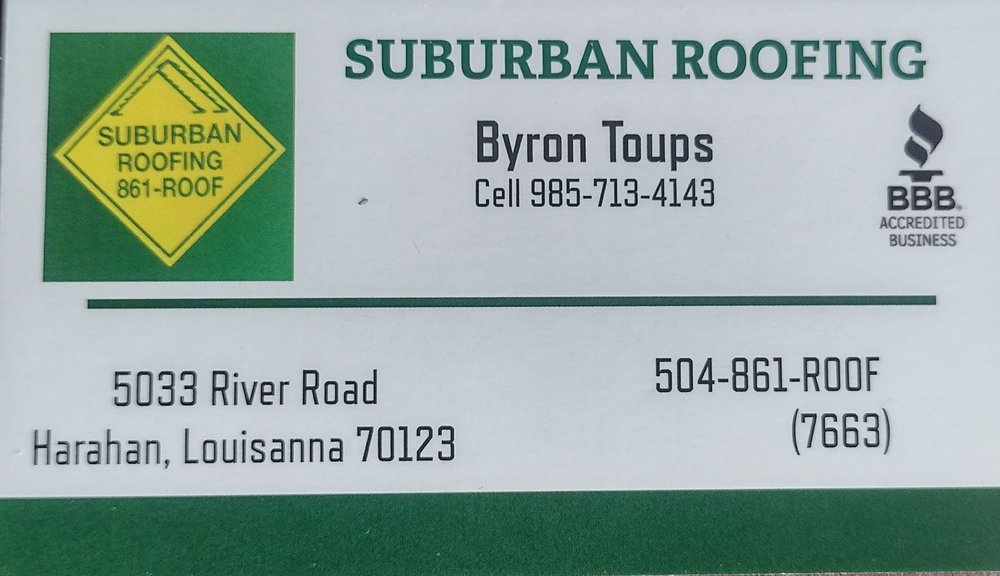 SUBURBAN ROOFING
SUBURBAN
ROOFING
861-ROOF
Byron Toups
Cell 985-713-4143
BBB.
ACCREDITED
BUSINESS
5033 River Road
Harahan, Louisanna 70123
504-861-ROOF
(7663)